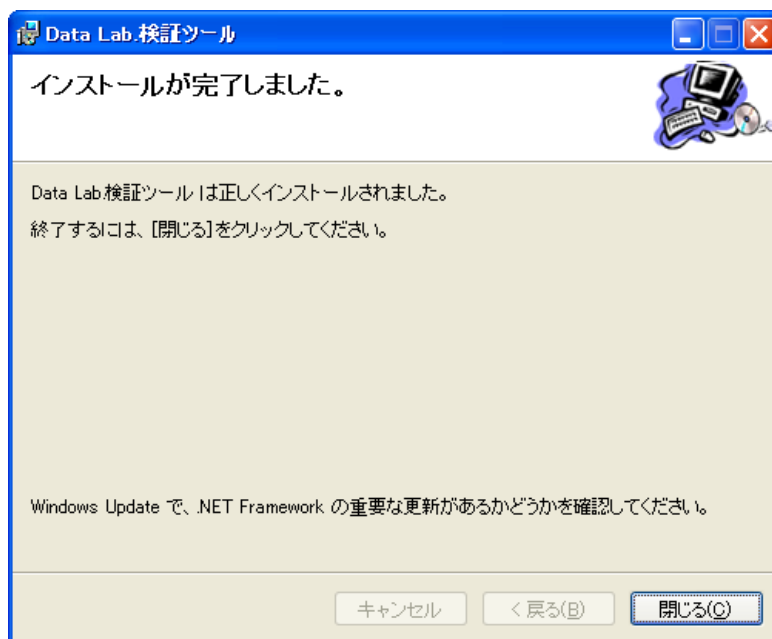 Data Lab.検証ツール
インストールが完了しました。
Data Lab.検証ツール は正しくインストールされました。
終了するには、[閉じる]をクリックしてください。
Windows Update で、.NET Framework の重要な更新があるかどうかを確認してください。
キャンセル
< 戻る(B)
閉じる(C)